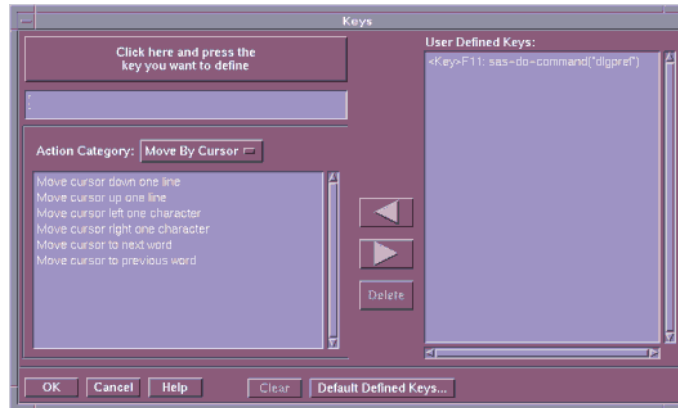 Keys
Click here and press the
key you want to define
User Defined Keys:
<Key>F11: sas-do-command("dlgpref")
Action Category: Move By Cursor
Move cursor down one line
Move cursor up one line
Move cursor left one character
Move cursor right one character
Move cursor to next word
Move cursor to previous word
Delete
OK Cancel Help Clear Default Defined Keys...